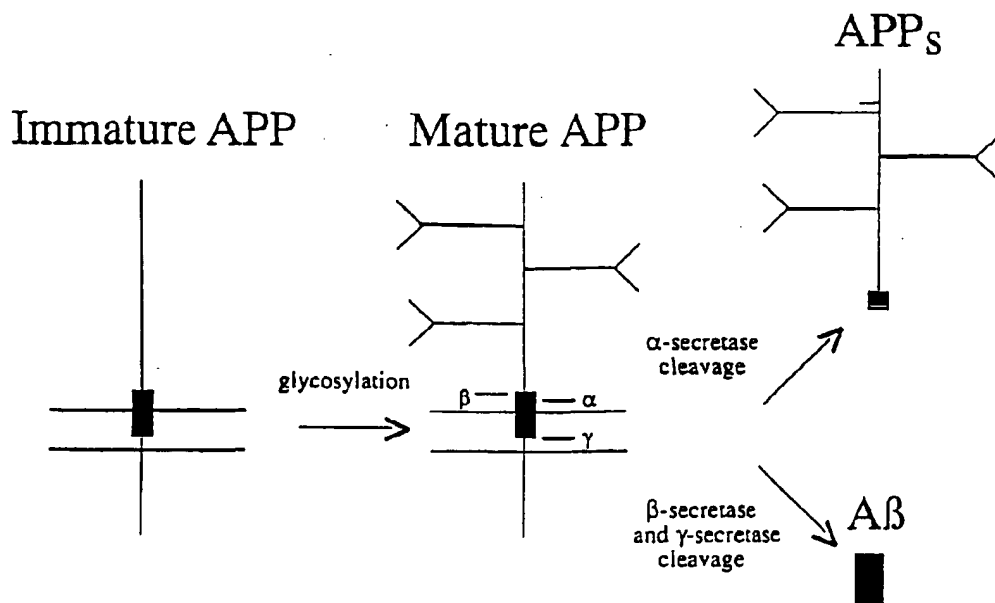 APPs
Immature APP
Mature APP
glycosylation
β
α
γ
α-secretase
cleavage
β-secretase
and γ-secretase
cleavage
Aß